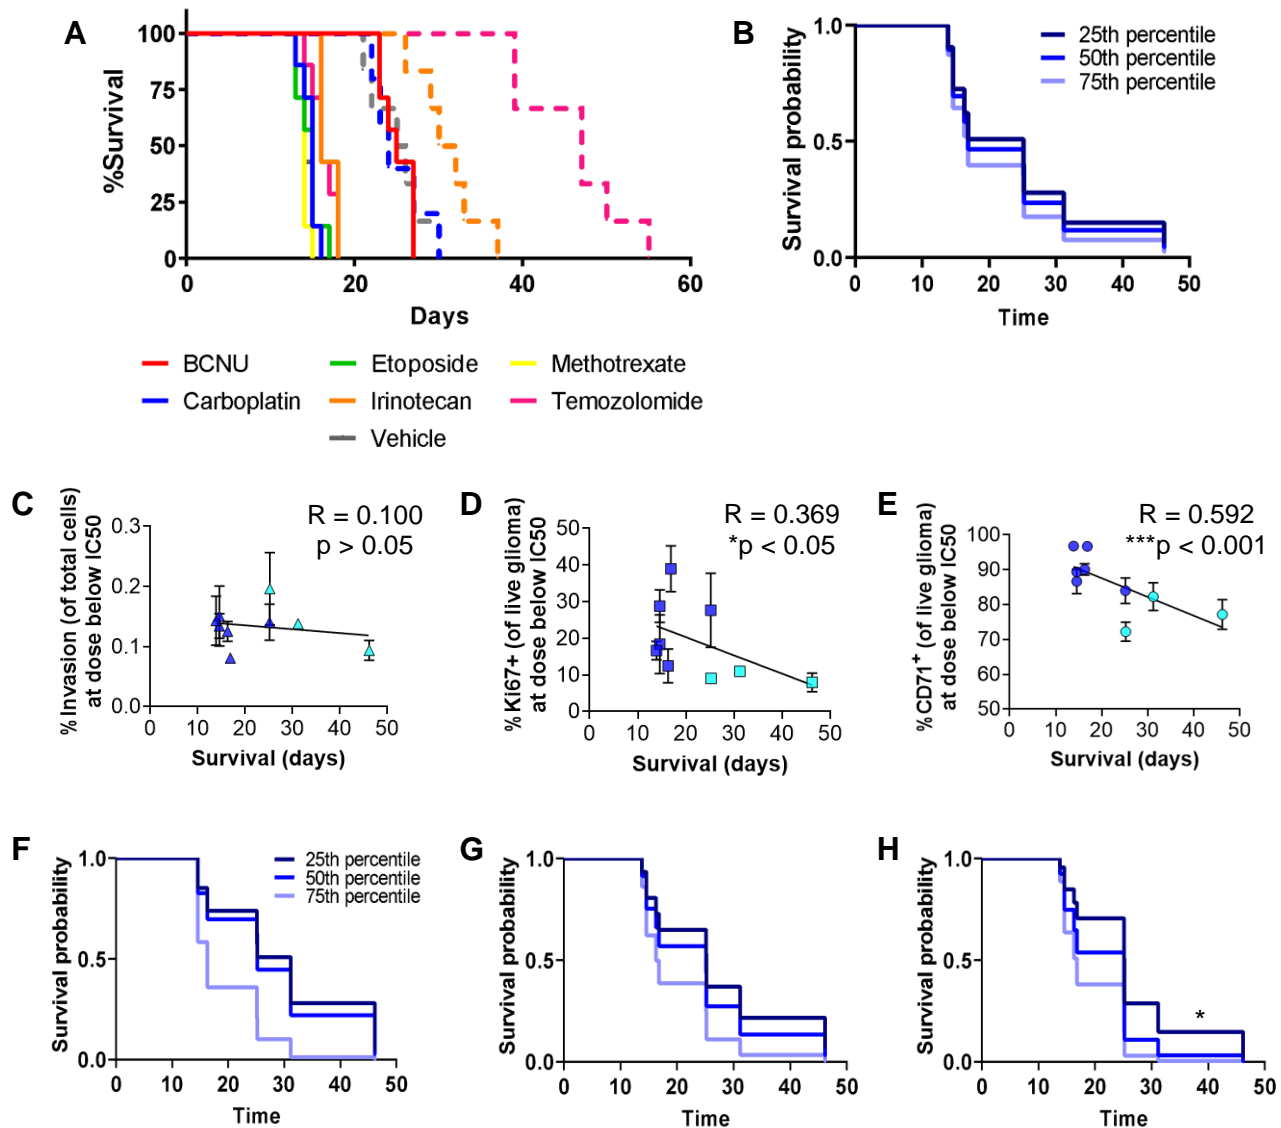 A
%Survival
100
75
50
25
0
0 20 40 60
Days
BCNU
Etoposide
Methotrexate
Carboplatin
Irinotecan
Temozolomide
Vehicle
B
Survival probability
1.0
0.5
0.0
0 10 20 30 40 50
Time
25th percentile
50th percentile
75th percentile
C
%Invasion (of total cells)
at dose below IC50
R = 0.100
p > 0.05
0.3
0.2
0.1
0.0
0 10 20 30 40 50
Survival (days)
D
%Ki67+ (of live glioma)
at dose below IC50
R = 0.369
*p < 0.05
50
40
30
20
10
0
0 10 20 30 40 50
Survival (days)
E
%CD71+ (of live glioma)
at dose below IC50
R = 0.592
***p < 0.001
100
90
80
70
60
50
0 10 20 30 40 50
Survival (days)
F
Survival probability
1.0
0.5
0.0
0 10 20 30 40 50
Time
25th percentile
50th percentile
75th percentile
G
Survival probability
1.0
0.5
0.0
0 10 20 30 40 50
Time
H
Survival probability
1.0
0.5
0.0
*
0 10 20 30 40 50
Time